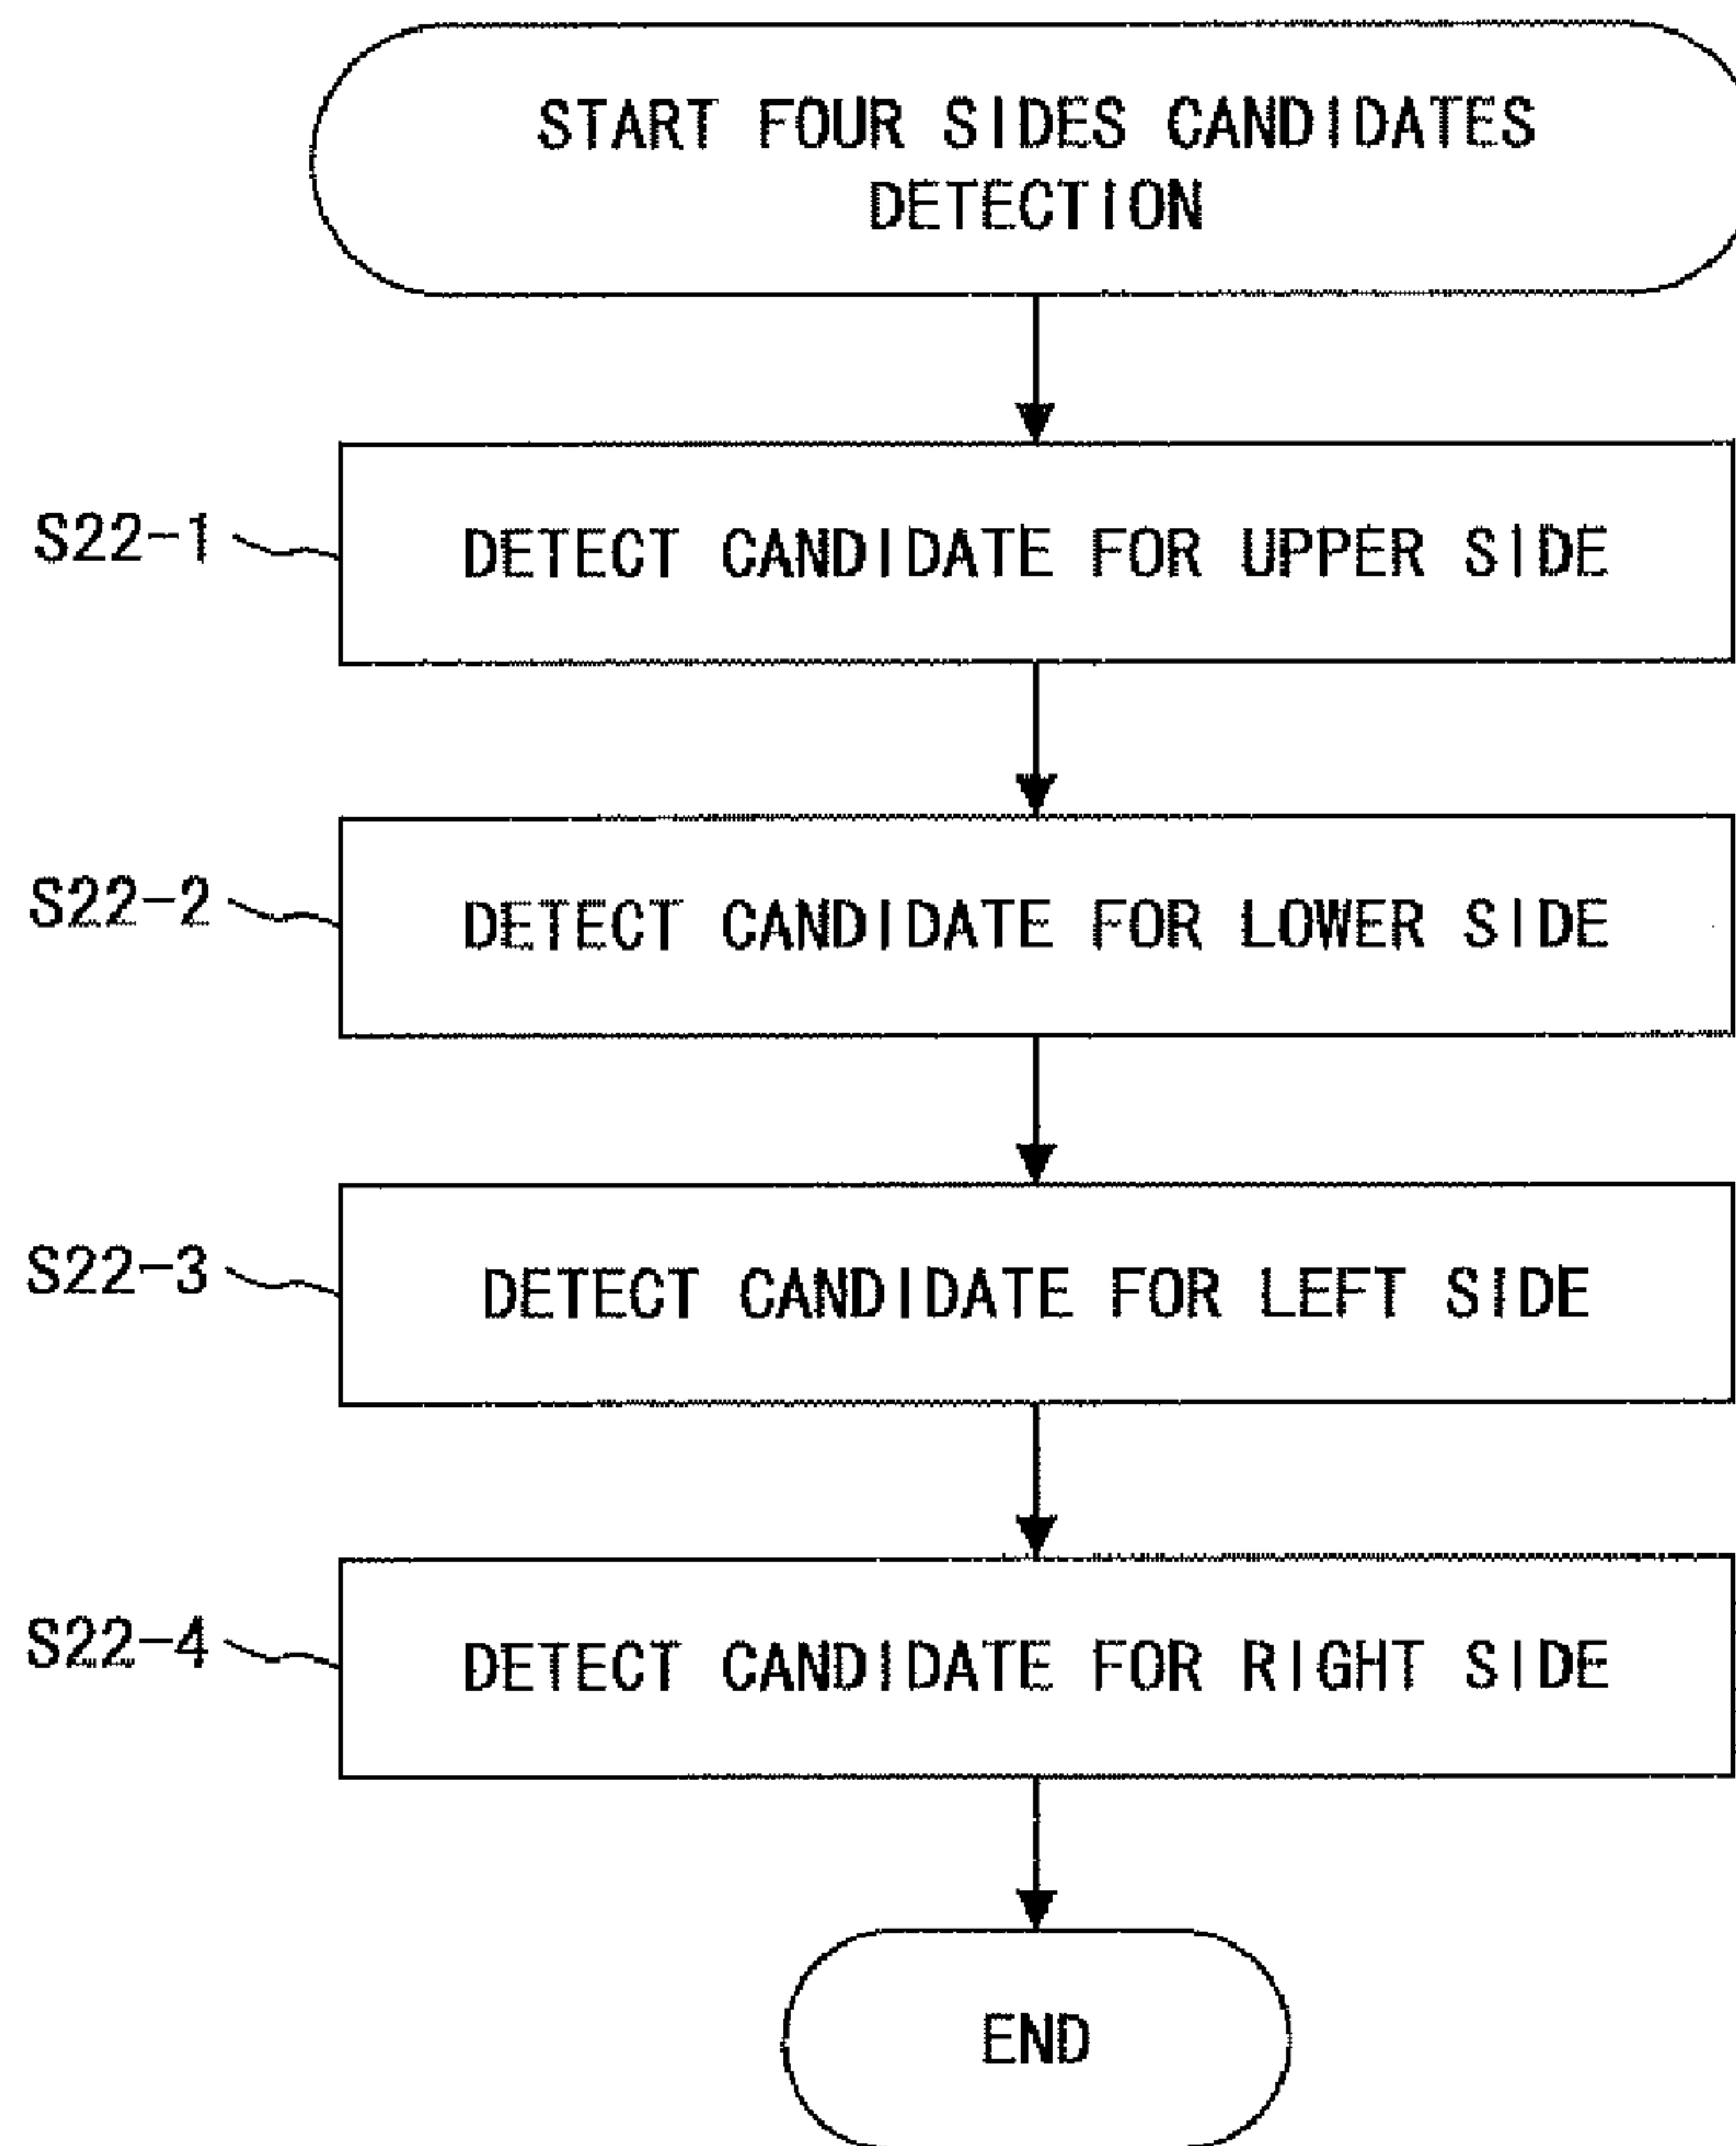 START FOUR SIDES CANDIDATES
DETECTION
S22-1
DETECT CANDIDATE FOR UPPER SIDE
S22-2
DETECT CANDIDATE FOR LOWER SIDE
S22-3
DETECT CANDIDATE FOR LEFT SIDE
S22-4
DETECT CANDIDATE FOR RIGHT SIDE
END